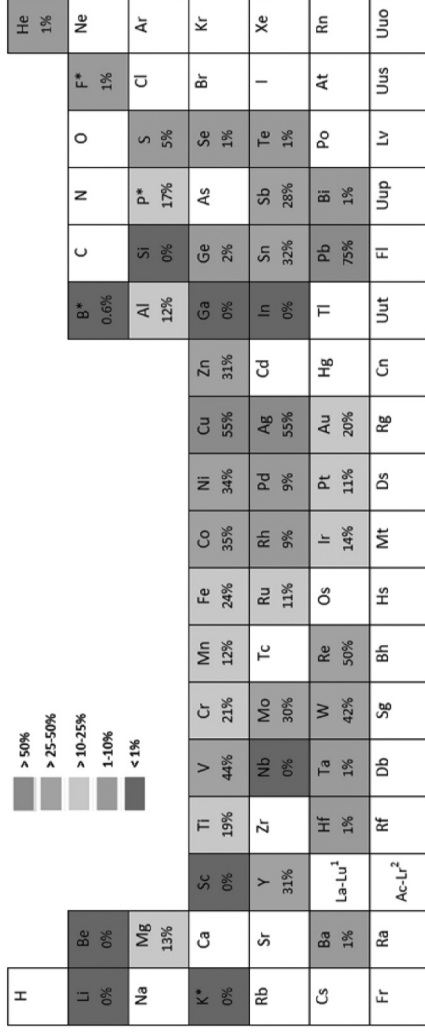 H
He
1%
> 50%
> 25-50%
> 10-25%
1-10%
< 1%
Li
0%
Be
0%
B*
0.6%
C
N
O
F*
1%
Ne
Na
Mg
13%
Al
12%
Si
0%
P*
17%
S
5%
Cl
Ar
K*
0%
Ca
Sc
0%
Ti
19%
V
44%
Cr
21%
Mn
12%
Fe
24%
Co
35%
Ni
34%
Cu
55%
Zn
31%
Ga
0%
Ge
2%
As
Se
1%
Br
Kr
Rb
Sr
Y
31%
Zr
Nb
0%
Mo
30%
Tc
Ru
11%
Rh
9%
Pd
9%
Ag
55%
Cd
In
0%
Sn
32%
Sb
28%
Te
1%
I
Xe
Cs
Ba
1%
La-Lu¹
Hf
1%
Ta
1%
W
42%
Re
50%
Os
Ir
14%
Pt
11%
Au
20%
Hg
Tl
Pb
75%
Bi
1%
Po
At
Rn
Fr
Ra
Ac-Lr²
Rf
Db
Sg
Bh
Hs
Mt
Ds
Rg
Cn
Uut
Fl
Uup
Lv
Uus
Uuo